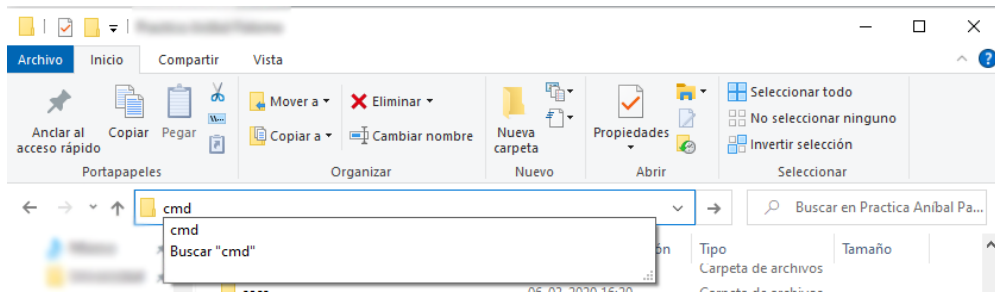 Archivo Inicio Compartir Vista
Anclar al acceso rápido
Copiar
Pegar
Portapapeles
Mover a
Copiar a
Eliminar
Cambiar nombre
Organizar
Nueva carpeta
Nuevo
Propiedades
Abrir
Seleccionar todo
No seleccionar ninguno
Invertir selección
Seleccionar
cmd
Buscar en Practica Aníbal Pa...
cmd
Buscar "cmd"
ón Tipo Tamaño
Carpeta de archivos